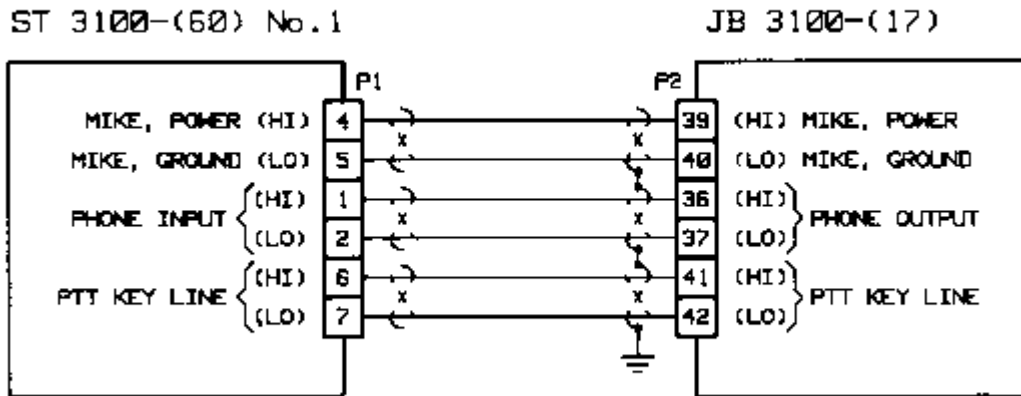 ST 3100-(60) No.1
JB 3100-(17)
P1
P2
MIKE, POWER (HI) 4
39 (HI) MIKE, POWER
MIKE, GROUND (LO) 5
40 (LO) MIKE, GROUND
PHONE INPUT
(HI) 1
(LO) 2
36 (HI)
37 (LO)
PHONE OUTPUT
PTT KEY LINE
(HI) 6
(LO) 7
41 (HI)
42 (LO)
PTT KEY LINE
x x
x x
x x